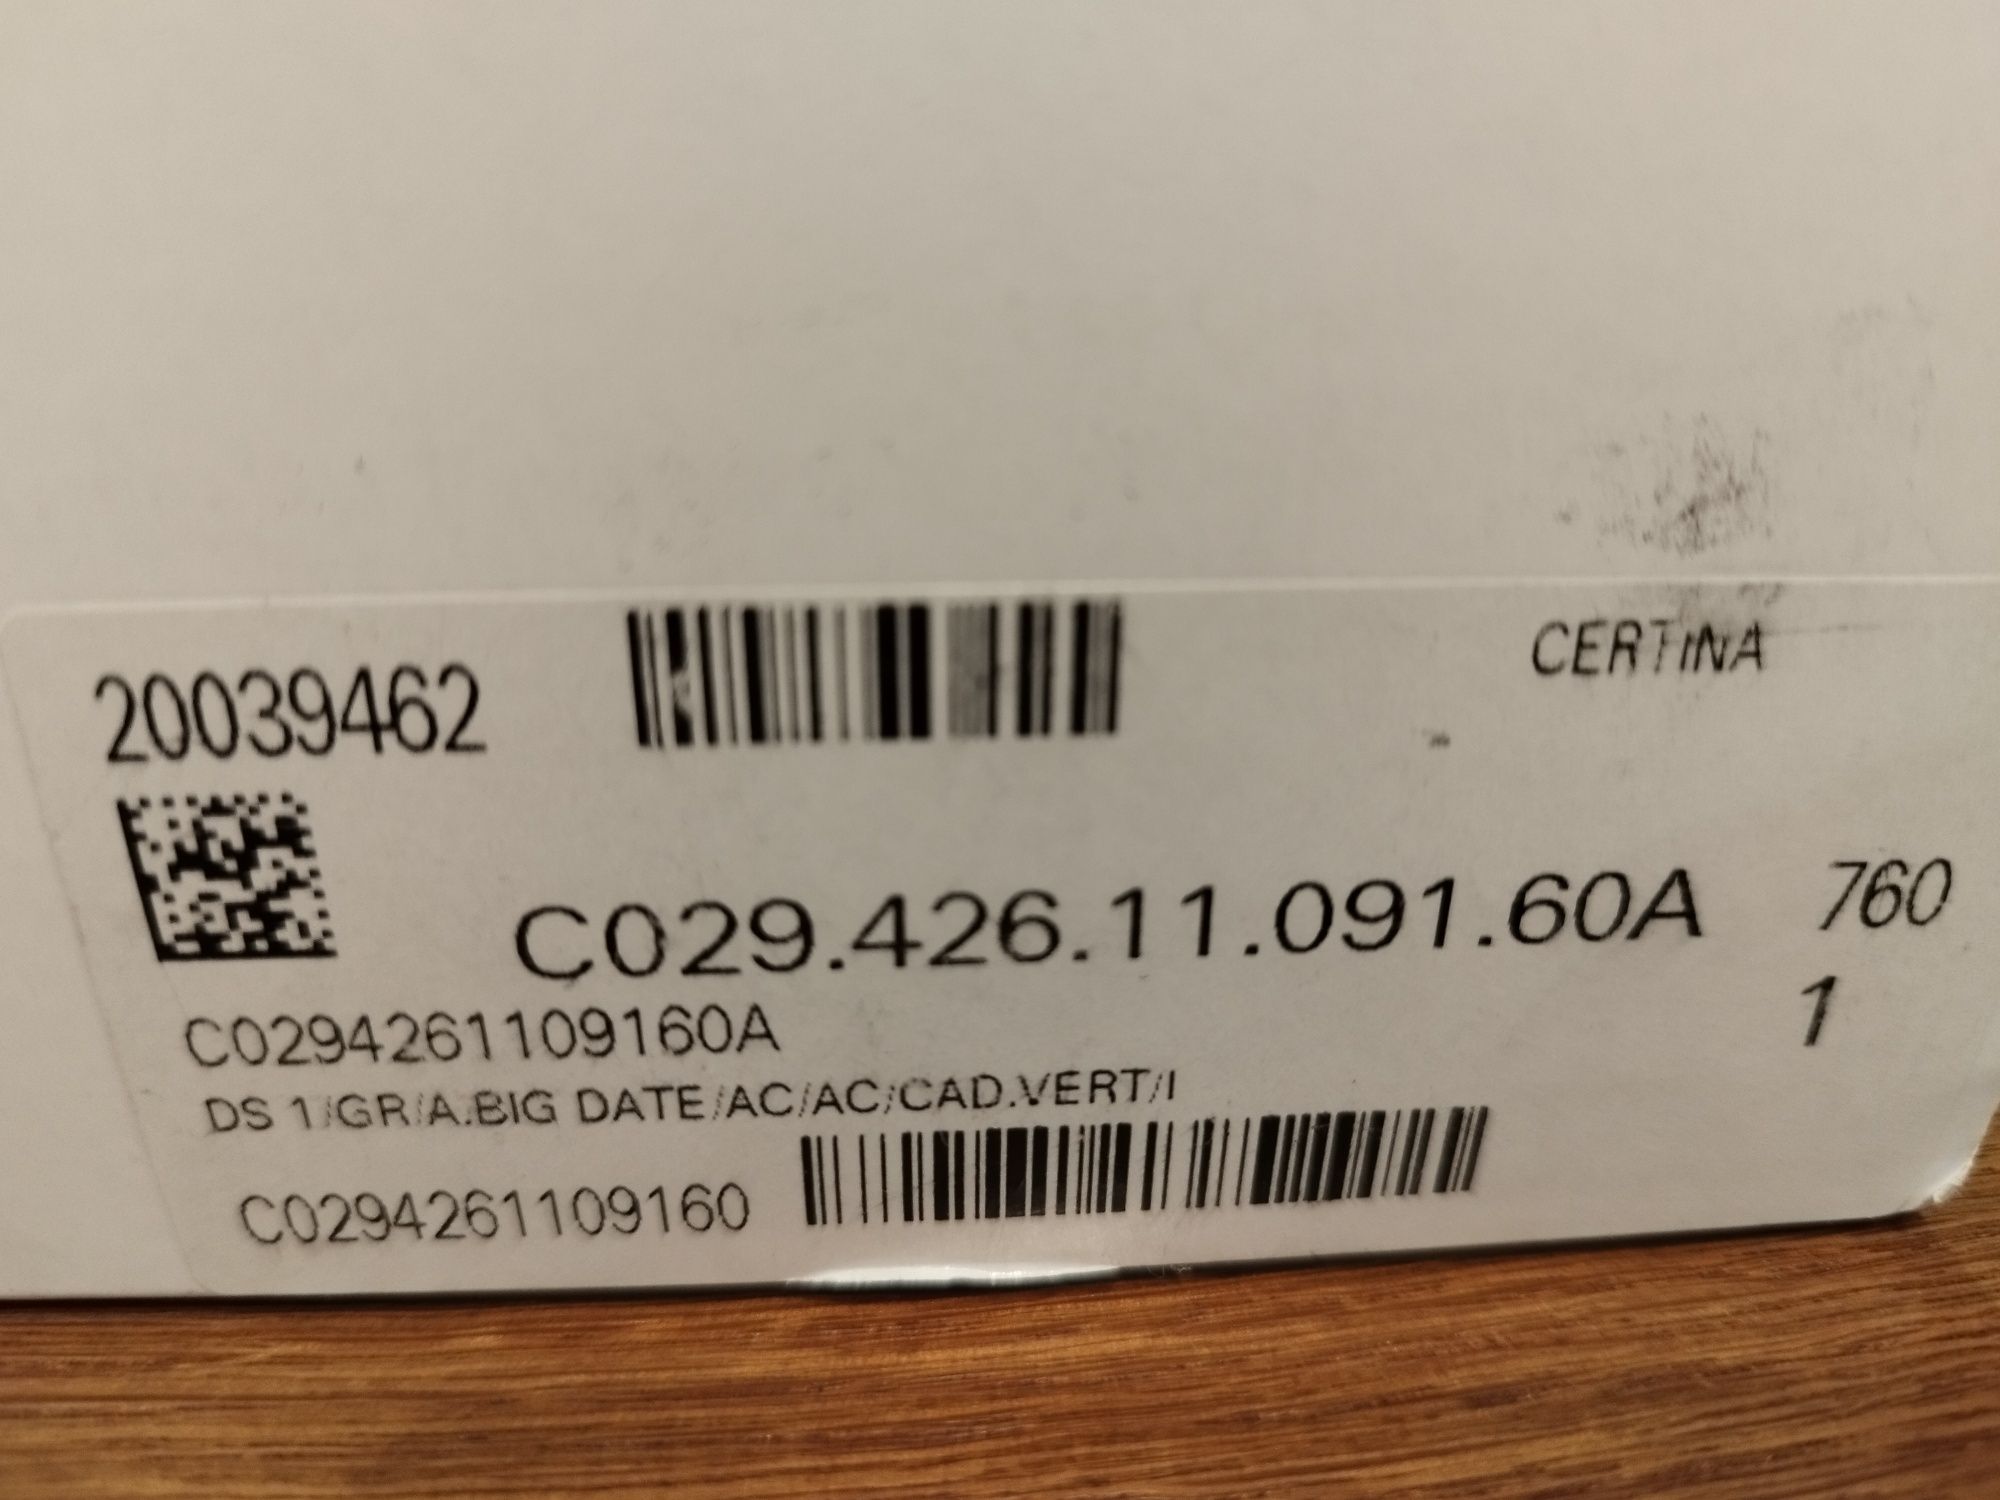 CERTINA
20039462
C029.426.11.091.60A 760
1
C0294261109160A
DS 1/GR/A.BIG DATE/AC/AC/CAD.VERT/I
C0294261109160